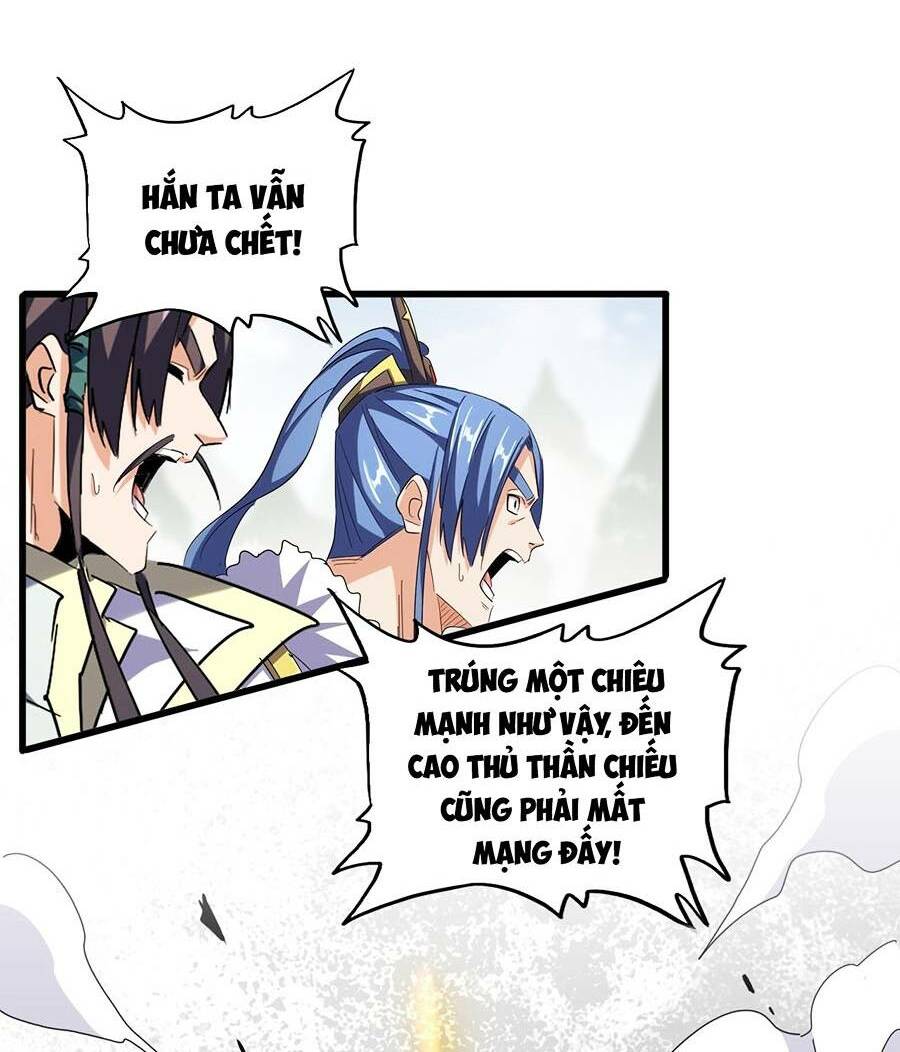 HẮN TA VẪN
CHƯA CHẾT!
TRÚNG MỘT CHIÊU
MẠNH NHƯ VẬY, ĐẾN
CAO THỦ THẦN CHIẾU
CŨNG PHẢI MẤT
MẠNG ĐẤY!